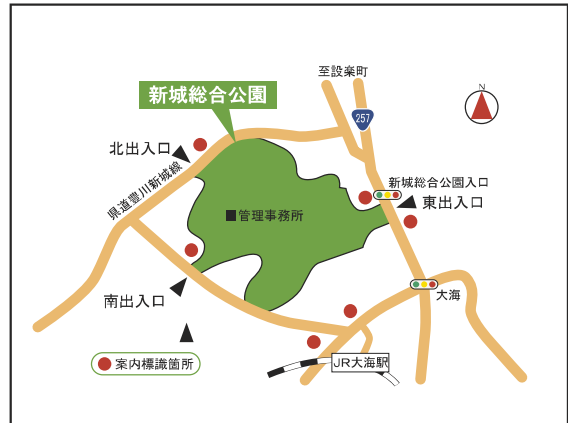 至設楽町
N
新城総合公園
257
北出入口
県道豊川新城線
新城総合公園入口
東出入口
管理事務所
南出入口
大海
案内標識箇所
JR大海駅